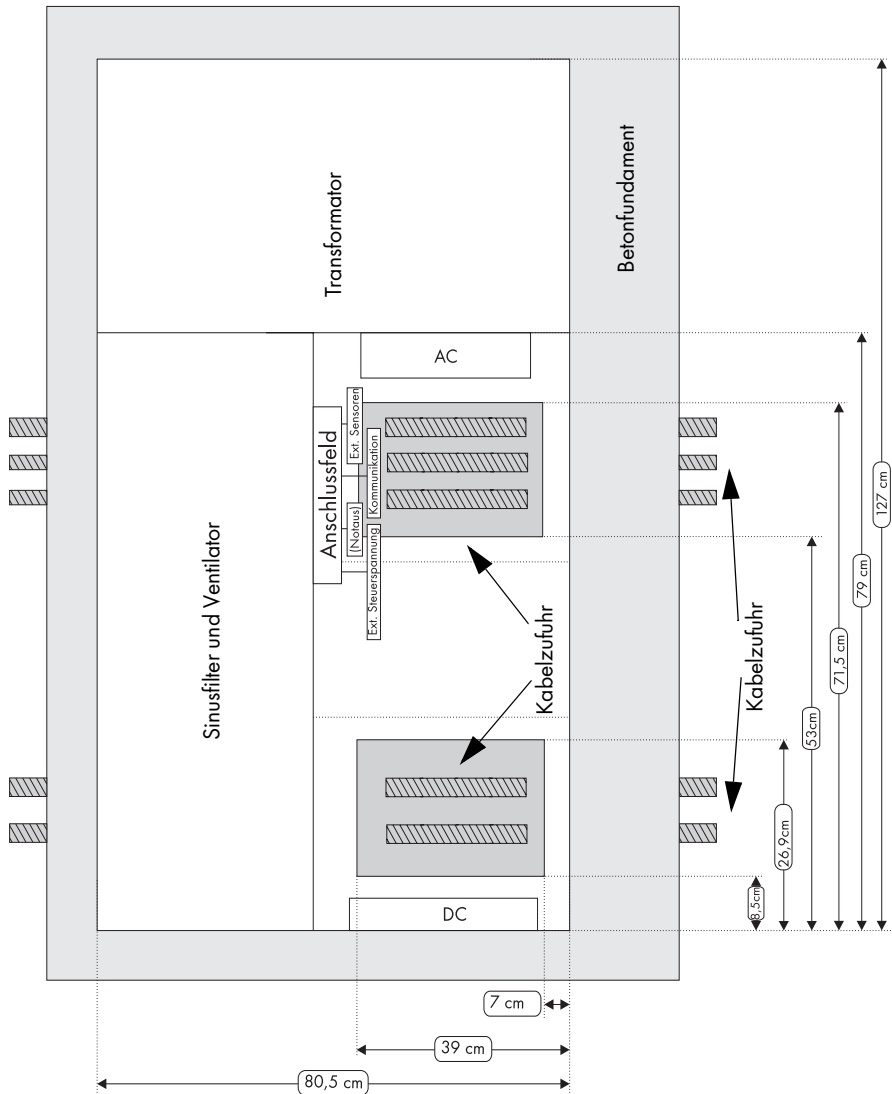 Transformator
Betonfundament
AC
Anschlussfeld
Ext. Sensoren
Kommunikation
(Notaus)
Ext. Steuerspannung
Sinusfilter und Ventilator
Kabelzufuhr
Kabelzufuhr
DC
127 cm
79 cm
71,5 cm
53cm
26,9cm
8,5cm
7 cm
39 cm
80,5 cm